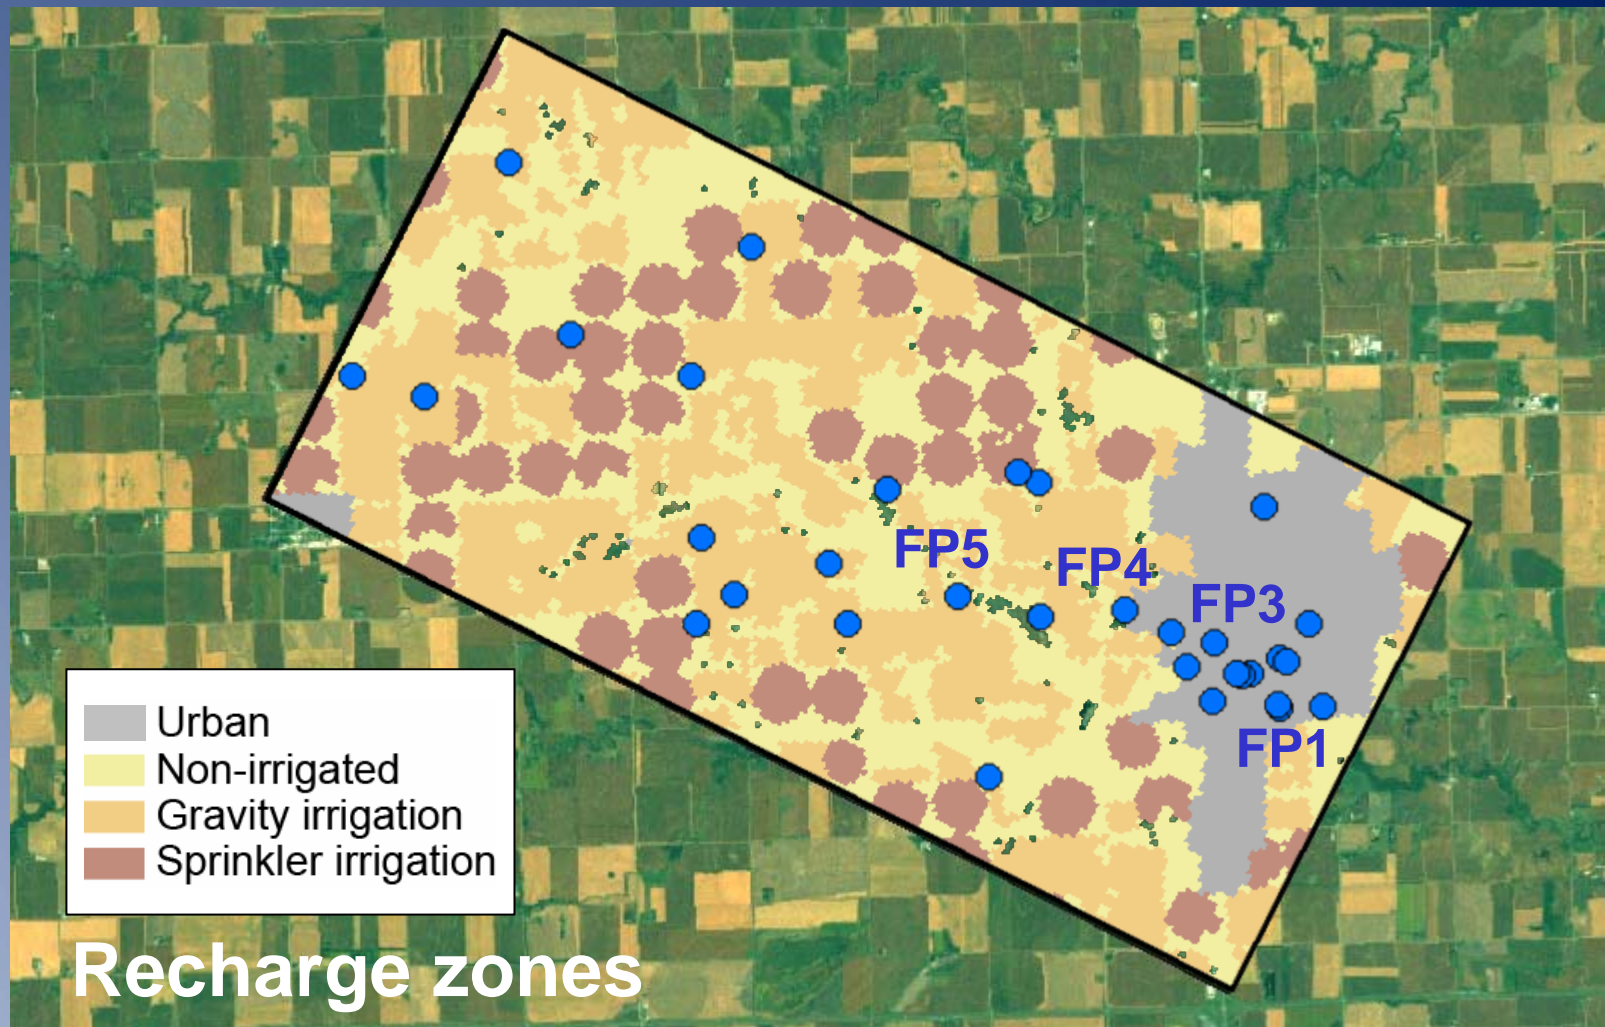 FP5
FP4
FP3
FP1
Urban
Non-irrigated
Gravity irrigation
Sprinkler irrigation
Recharge zones